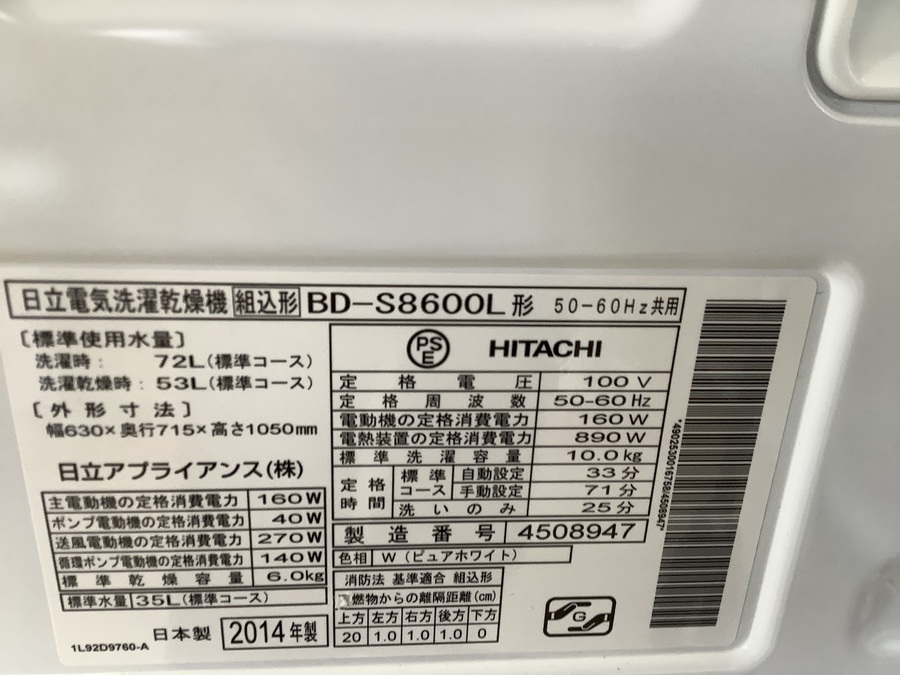 日立電気洗濯乾燥機 組込形 BD-S8600L形 50-60Hz共用
〔標準使用水量〕
洗濯時： 72L(標準コース)
洗濯乾燥時：53L(標準コース)
〔外形寸法〕
幅630×奥行715×高さ1050mm
日立アプライアンス(株)
主電動機の定格消費電力 160W
ポンプ電動機の定格消費電力 40W
送風電動機の定格消費電力 270W
循環ポンプ電動機の定格消費電力 140W
標準乾燥容量 6.0kg
標準水量 35L(標準コース)
日本製 2014年製
1L92D9760-A
PSE HITACHI
定格電圧 100V
定格周波数 50-60Hz
電動機の定格消費電力 160W
電熱装置の定格消費電力 890W
標準洗濯容量 10.0kg
定格時間 標準コース 自動設定 33分
手動設定 71分
洗いのみ 25分
製造番号 4508947
色相 W(ピュアホワイト)
消防法 基準適合 組込形
燃物からの離隔距離(cm)
上方 左方 右方 後方 下方
20 1.0 1.0 1.0 0
G
*4902530016758/4508947*